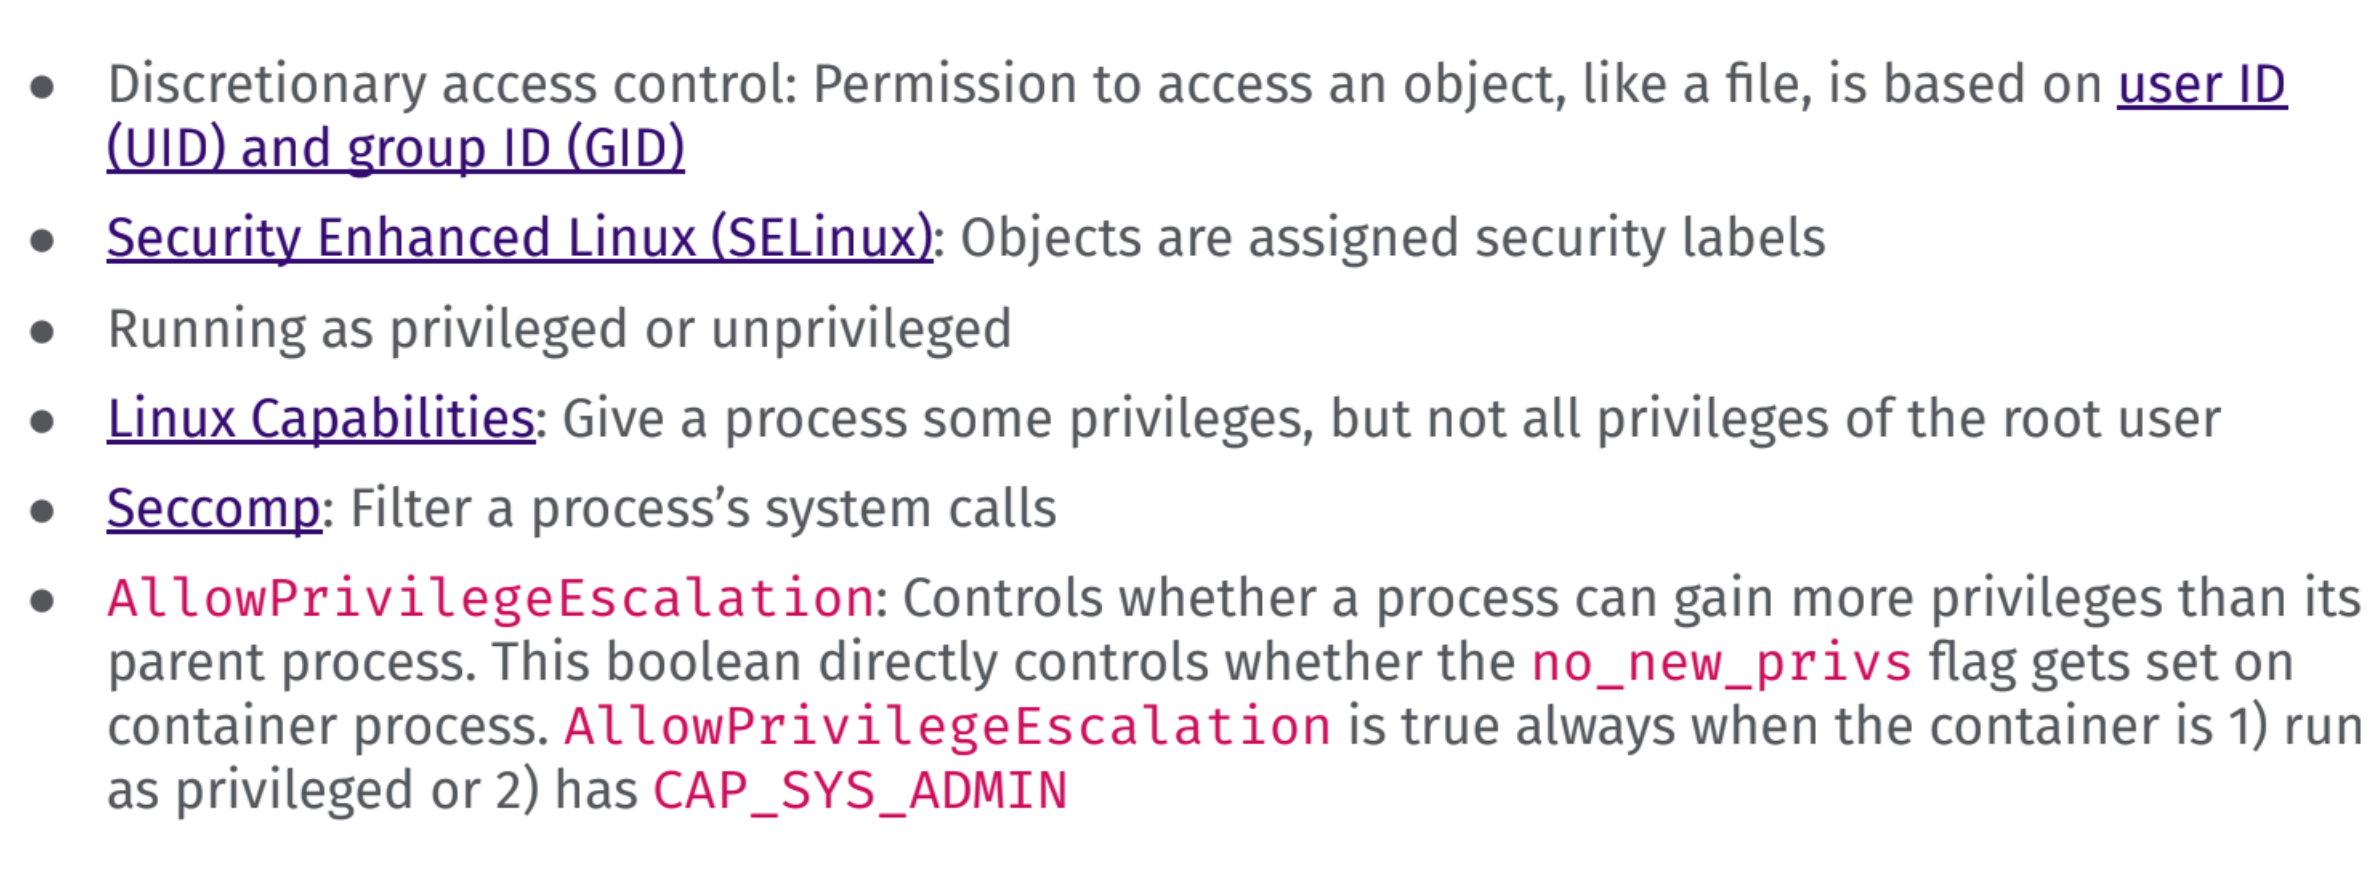 ● Discretionary access control: Permission to access an object, like a file, is based on user ID
(UID) and group ID (GID)
● Security Enhanced Linux (SELinux): Objects are assigned security labels
● Running as privileged or unprivileged
● Linux Capabilities: Give a process some privileges, but not all privileges of the root user
● Seccomp: Filter a process’s system calls
● AllowPrivilegeEscalation: Controls whether a process can gain more privileges than its
parent process. This boolean directly controls whether the no_new_privs flag gets set on
container process. AllowPrivilegeEscalation is true always when the container is 1) run
as privileged or 2) has CAP_SYS_ADMIN